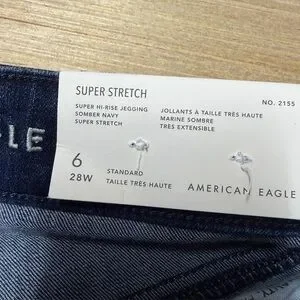 SUPER STRETCH
NO. 2155
SUPER HI-RISE JEGGING
SOMBER NAVY
SUPER STRETCH
JOLLANTS À TAILLE TRÈS HAUTE
MARINE SOMBRE
TRÈS EXTENSIBLE
GLE
6
28W
STANDARD
TAILLE TRÈS HAUTE
AMERICAN EAGLE